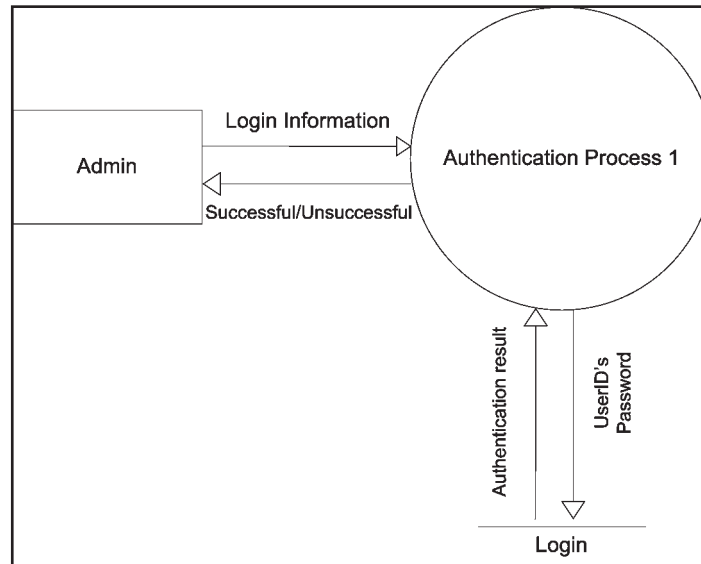 Login Information
Admin
Authentication Process 1
Successful/Unsuccessful
Authentication result
UserID's
Password
Login